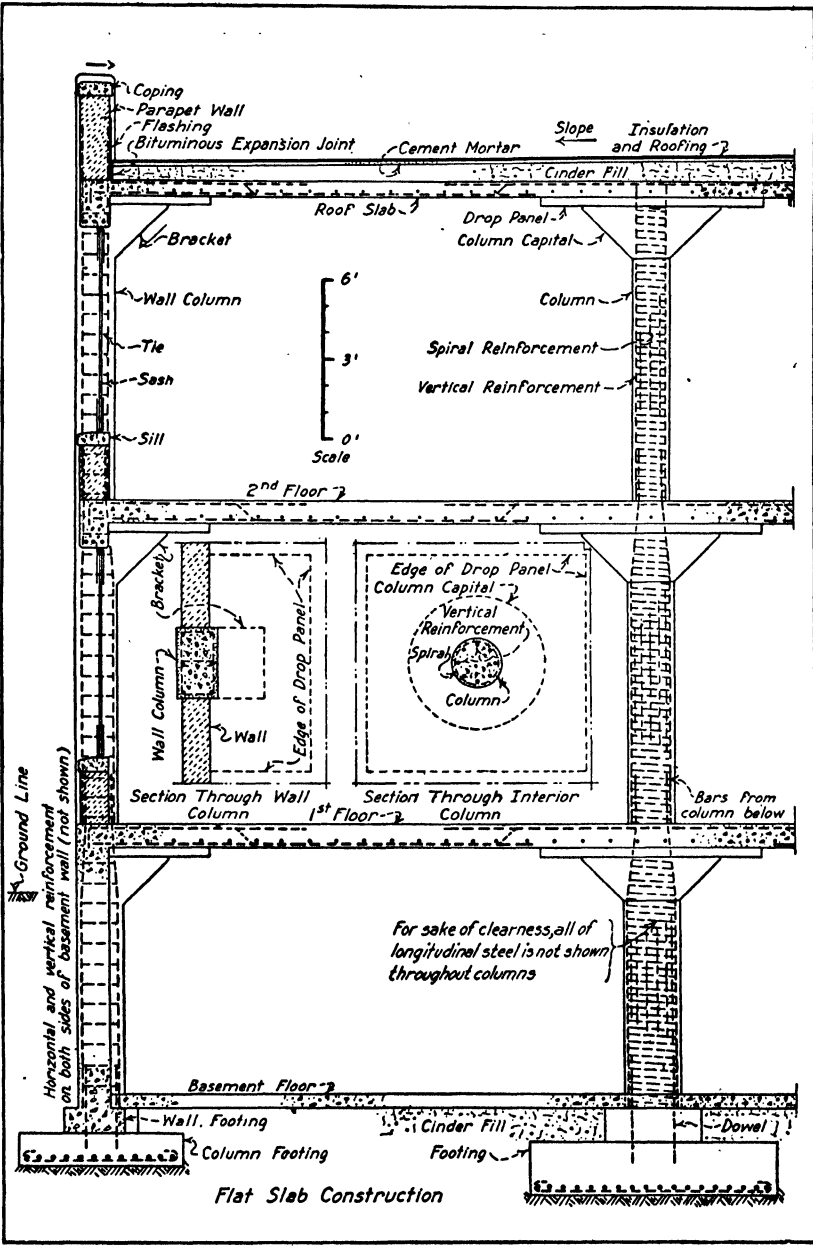 Coping
Parapet Wall
Flashing
Bituminous Expansion Joint
Cement Mortar
Slope
Insulation
and Roofing
Cinder Fill
Roof Slab
Drop Panel
Column Capital
Bracket
Wall Column
Column
Tie
Spiral Reinforcement
Sash
Vertical Reinforcement
Sill
6'
3'
0'
Scale
2nd Floor
Bracket
Edge of Drop Panel
Wall Column
Wall
Section Through Wall
Column
Edge of Drop Panel
Column Capital
Vertical
Reinforcement
Spiral
Column
Section Through Interior
Column
1st Floor
Bars from
column below
Ground Line
Horizontal and vertical reinforcement
on both sides of basement wall (not shown)
For sake of clearness, all of
longitudinal steel is not shown
throughout columns
Basement Floor
Wall. Footing
Cinder Fill
Dowel
Column Footing
Footing
Flat Slab Construction